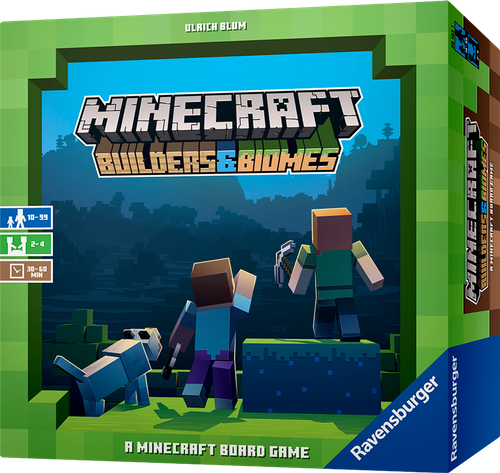 ULRICH BLUM
MINECRAFT
BUILDERS & BIOMES
10-99
2-4
30-60
MIN
A MINECRAFT BOARD GAME
Ravensburger
MINECRAFT
BUILDERS & BIOMES
A MINECRAFT BOARD GAME
Ravensburger